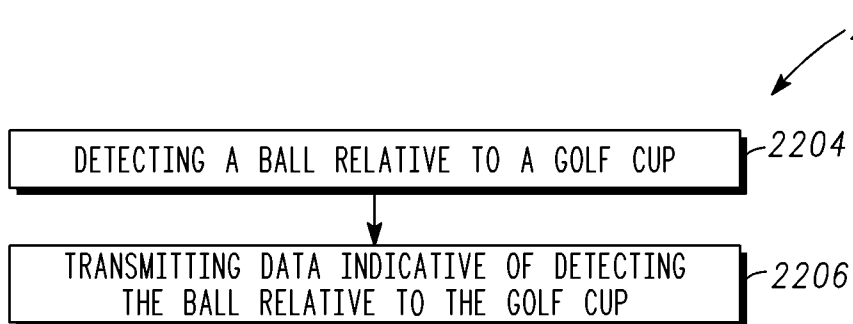 DETECTING A BALL RELATIVE TO A GOLF CUP
2204
TRANSMITTING DATA INDICATIVE OF DETECTING
THE BALL RELATIVE TO THE GOLF CUP
2206